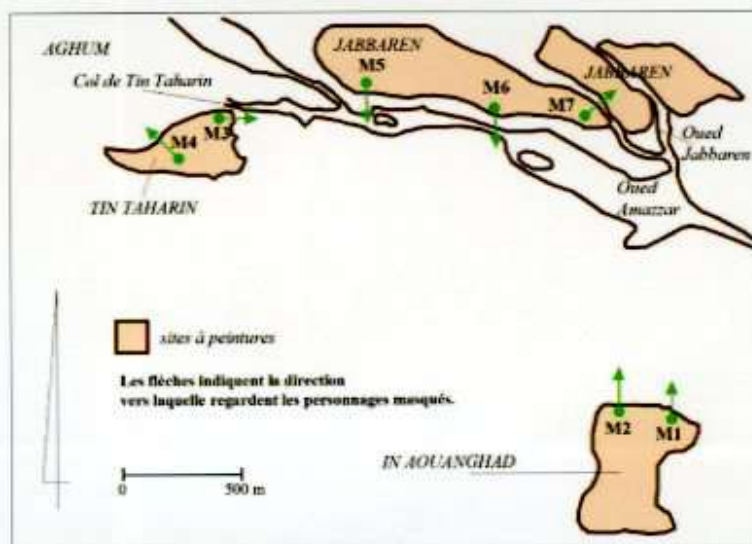 AGHUM
JABBAREN
M5
Col de Tin Taharin
M6
JABBAREN
M7
M3
M4
Oued
Jabbaren
Oued
Amazzar
TIN TAHARIN
sites à peintures
Les flèches indiquent la direction
vers laquelle regardent les personnages masqués.
M2
M1
IN AOUANGHAD
0
500 m